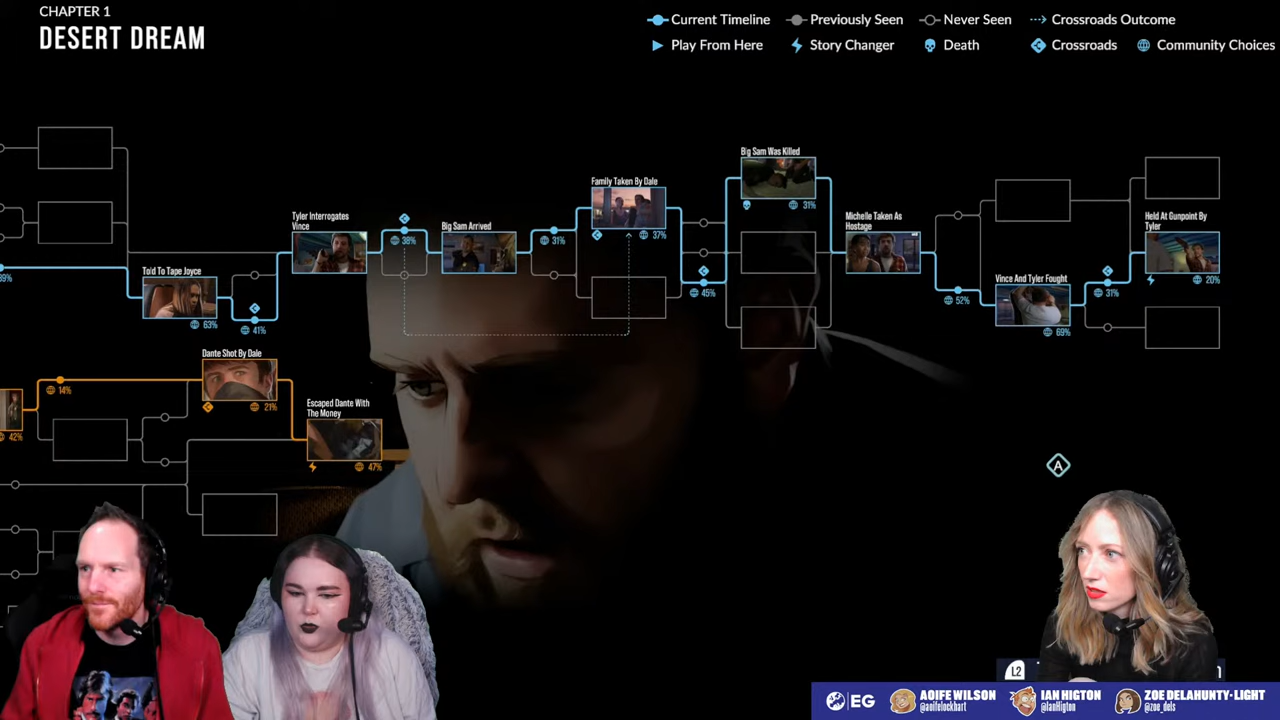 CHAPTER 1
DESERT DREAM
Current Timeline
Previously Seen
Never Seen
Crossroads Outcome
Play From Here
Story Changer
Death
Crossroads
Community Choices
Big Sam Was Killed
31%
Family Taken By Dale
37%
Tyler Interrogates
Vince
38%
Big Sam Arrived
31%
45%
Michelle Taken As
Hostage
Held At Gunpoint By
Tyler
20%
Told To Tape Joyce
63%
41%
Vince And Tyler Fought
52%
69%
31%
39%
Dante Shot By Dale
14%
21%
42%
Escaped Dante With
The Money
47%
A
L2
EG
AOIFE WILSON
@aoifelockhart
IAN HIGTON
@IanHigton
ZOE DELAHUNTY-LIGHT
@zoe_dels